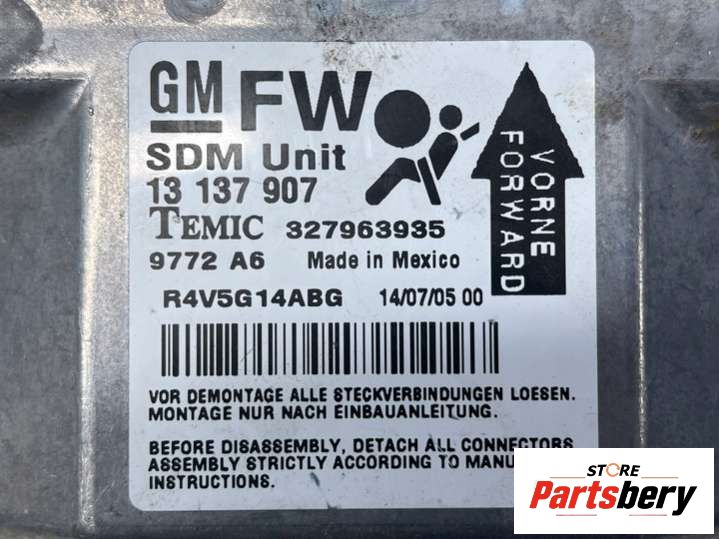 GM FW
SDM Unit
13 137 907
TEMIC 327963935
9772 A6 Made in Mexico
R4V5G14ABG 14/07/05 00
VORNE
FORWARD
VOR DEMONTAGE ALLE STECKVERBINDUNGEN LOESEN.
MONTAGE NUR NACH EINBAUANLEITUNG.
BEFORE DISASSEMBLY, DETACH ALL CONNECTORS
ASSEMBLY STRICTLY ACCORDING TO
INSTRUCTIONS.
STORE
Partsbery